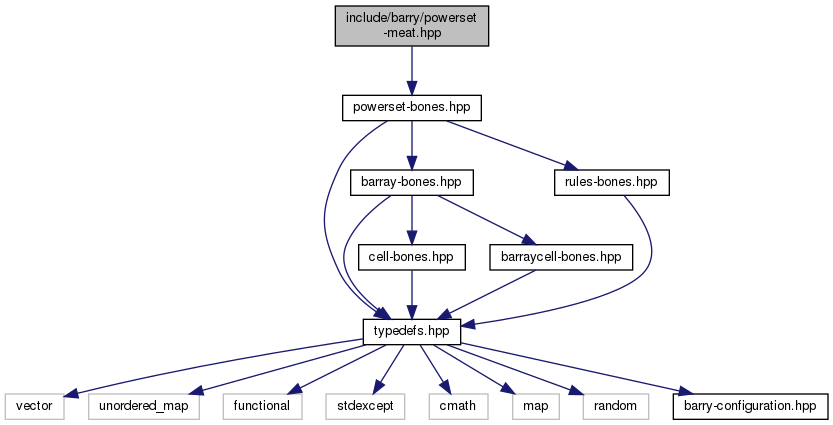 include/barry/powerset
-meat.hpp
powerset-bones.hpp
barray-bones.hpp
rules-bones.hpp
cell-bones.hpp
barraycell-bones.hpp
typedefs.hpp
vector
unordered_map
functional
stdexcept
cmath
map
random
barry-configuration.hpp